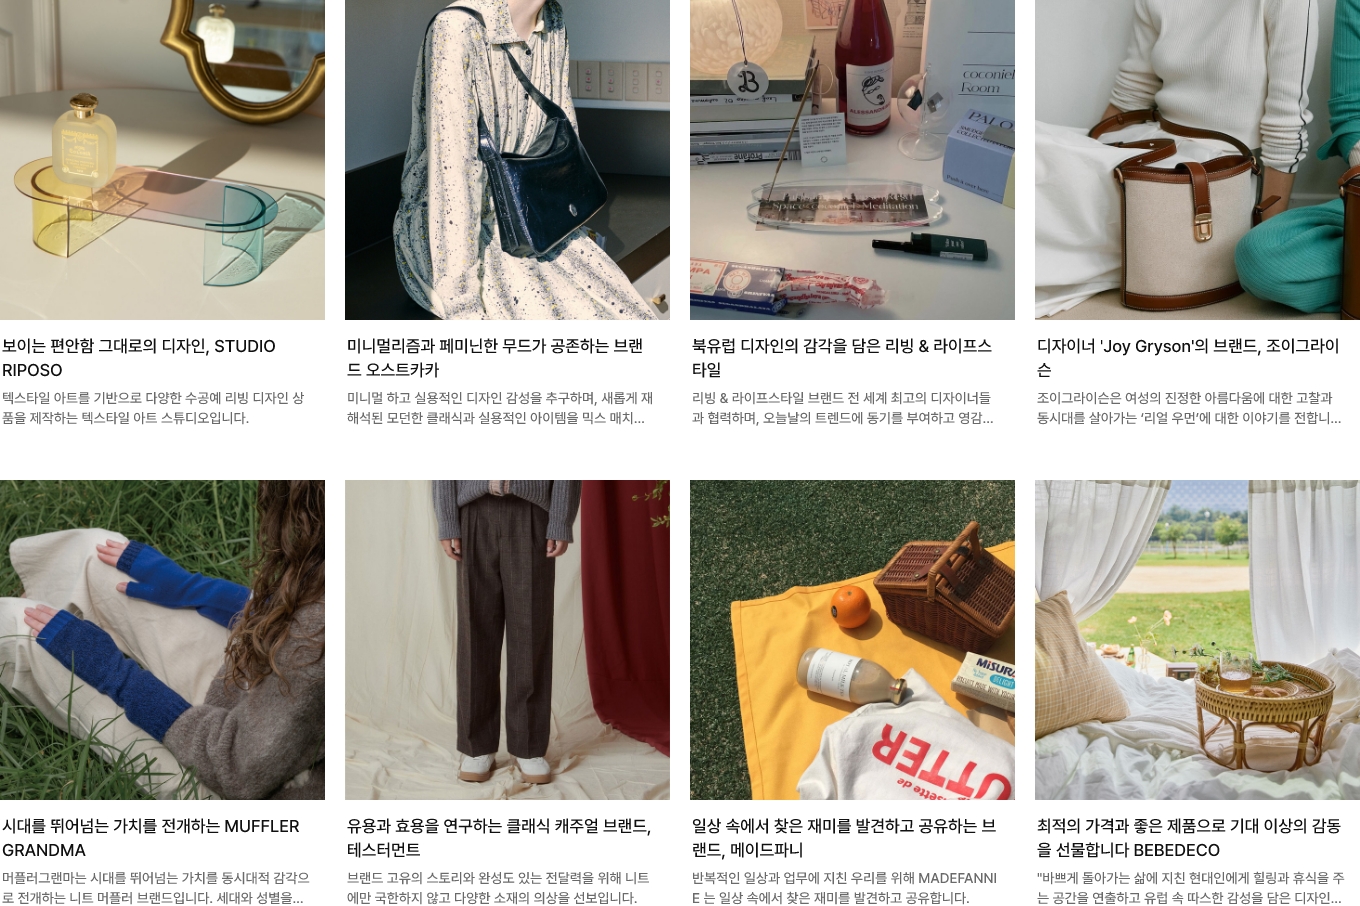 B
ALESSANDRA
coconiel
Room
PALO
Space coconiel Meditation
보이는 편안함 그대로의 디자인, STUDIO
RIPOSO
텍스타일 아트를 기반으로 다양한 수공예 리빙 디자인 상
품을 제작하는 텍스타일 아트 스튜디오입니다.
미니멀리즘과 페미닌한 무드가 공존하는 브랜
드 오스트카카
미니멀 하고 실용적인 디자인 감성을 추구하며, 새롭게 재
해석된 모던한 클래식과 실용적인 아이템을 믹스 매치...
북유럽 디자인의 감각을 담은 리빙 & 라이프스
타일
리빙 & 라이프스타일 브랜드 전 세계 최고의 디자이너들
과 협력하며, 오늘날의 트렌드에 동기를 부여하고 영감...
디자이너 'Joy Gryson'의 브랜드, 조이그라이
슨
조이그라이슨은 여성의 진정한 아름다움에 대한 고찰과
동시대를 살아가는 ‘리얼 우먼’에 대한 이야기를 전합니...
MiSURA
UTTER
시대를 뛰어넘는 가치를 전개하는 MUFFLER
GRANDMA
머플러그랜마는 시대를 뛰어넘는 가치를 동시대적 감각으
로 전개하는 니트 머플러 브랜드입니다. 세대와 성별을...
유용과 효용을 연구하는 클래식 캐주얼 브랜드,
테스터먼트
브랜드 고유의 스토리와 완성도 있는 전달력을 위해 니트
에만 국한하지 않고 다양한 소재의 의상을 선보입니다.
일상 속에서 찾은 재미를 발견하고 공유하는 브
랜드, 메이드파니
반복적인 일상과 업무에 지친 우리를 위해 MADEFANNI
E 는 일상 속에서 찾은 재미를 발견하고 공유합니다.
최적의 가격과 좋은 제품으로 기대 이상의 감동
을 선물합니다 BEBEDECO
"바쁘게 돌아가는 삶에 지친 현대인에게 힐링과 휴식을 주
는 공간을 연출하고 유럽 속 따스한 감성을 담은 디자인...